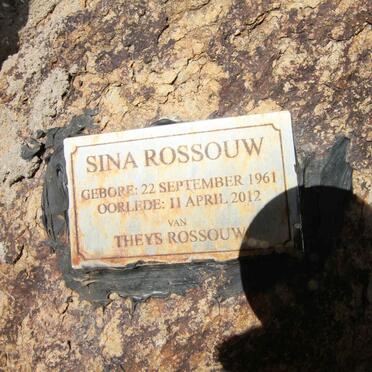 SINA ROSSOUW
GEBORE: 22 SEPTEMBER 1961
OORLEDE: 11 APRIL 2012
VAN
THEYS ROSSOUW